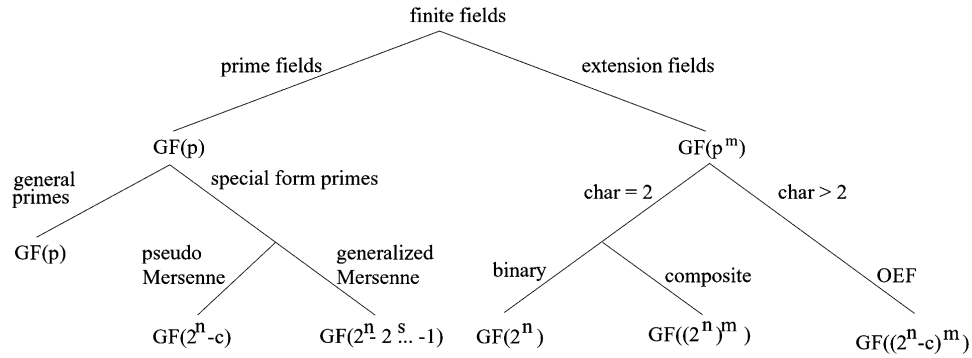 finite fields
prime fields
extension fields
GF(p)
GF(p^m)
general
primes
special form primes
char = 2
char > 2
GF(p)
pseudo
Mersenne
generalized
Mersenne
binary
composite
OEF
GF(2^n-c)
GF(2^n-2^s...-1)
GF(2^n)
GF((2^n)^m)
GF((2^n-c)^m)